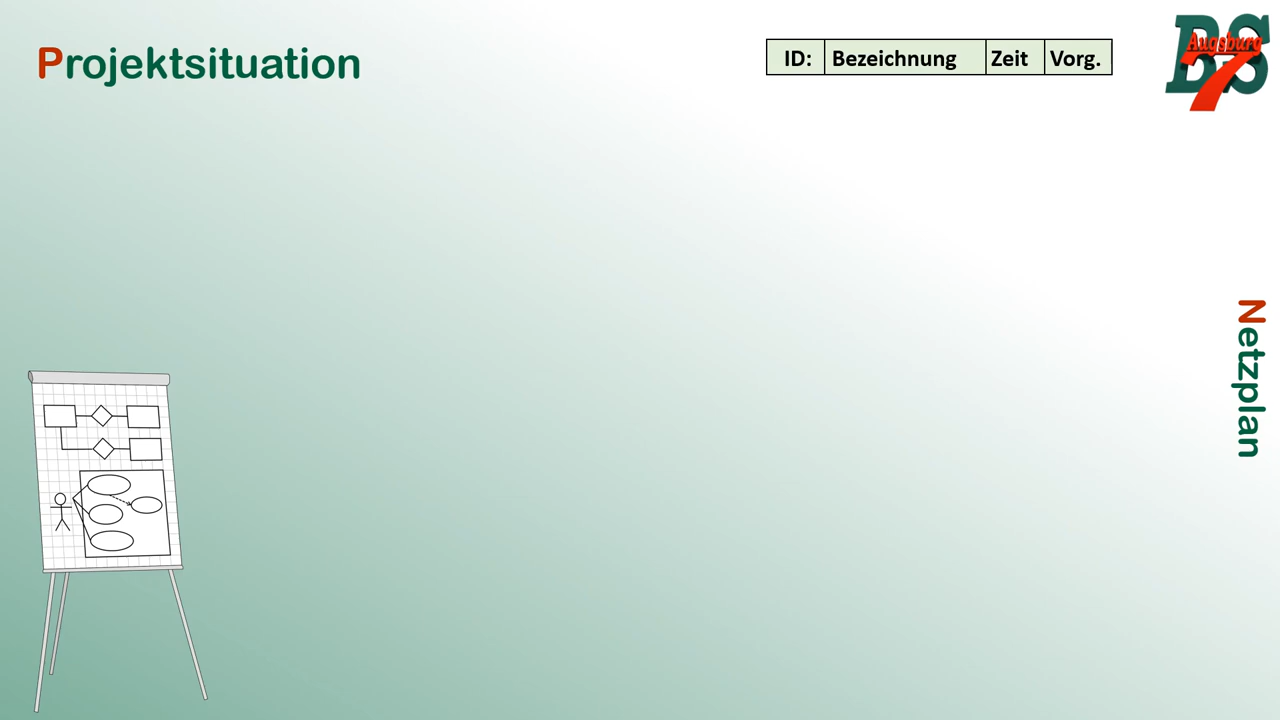 Projektsituation
ID: Bezeichnung Zeit Vorg.
BS
Augsburg
7
Netzplan